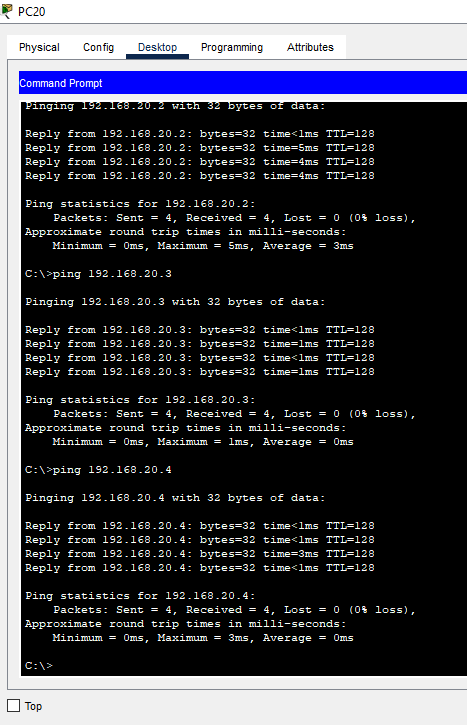 PC20
Physical Config Desktop Programming Attributes
Command Prompt
Pinging 192.168.20.2 with 32 bytes of data:
Reply from 192.168.20.2: bytes=32 time<1ms TTL=128
Reply from 192.168.20.2: bytes=32 time=5ms TTL=128
Reply from 192.168.20.2: bytes=32 time=4ms TTL=128
Reply from 192.168.20.2: bytes=32 time=4ms TTL=128
Ping statistics for 192.168.20.2:
Packets: Sent = 4, Received = 4, Lost = 0 (0% loss),
Approximate round trip times in milli-seconds:
Minimum = 0ms, Maximum = 5ms, Average = 3ms
C:\>ping 192.168.20.3
Pinging 192.168.20.3 with 32 bytes of data:
Reply from 192.168.20.3: bytes=32 time<1ms TTL=128
Reply from 192.168.20.3: bytes=32 time=1ms TTL=128
Reply from 192.168.20.3: bytes=32 time<1ms TTL=128
Reply from 192.168.20.3: bytes=32 time=1ms TTL=128
Ping statistics for 192.168.20.3:
Packets: Sent = 4, Received = 4, Lost = 0 (0% loss),
Approximate round trip times in milli-seconds:
Minimum = 0ms, Maximum = 1ms, Average = 0ms
C:\>ping 192.168.20.4
Pinging 192.168.20.4 with 32 bytes of data:
Reply from 192.168.20.4: bytes=32 time<1ms TTL=128
Reply from 192.168.20.4: bytes=32 time<1ms TTL=128
Reply from 192.168.20.4: bytes=32 time=3ms TTL=128
Reply from 192.168.20.4: bytes=32 time<1ms TTL=128
Ping statistics for 192.168.20.4:
Packets: Sent = 4, Received = 4, Lost = 0 (0% loss),
Approximate round trip times in milli-seconds:
Minimum = 0ms, Maximum = 3ms, Average = 0ms
C:\>
Top